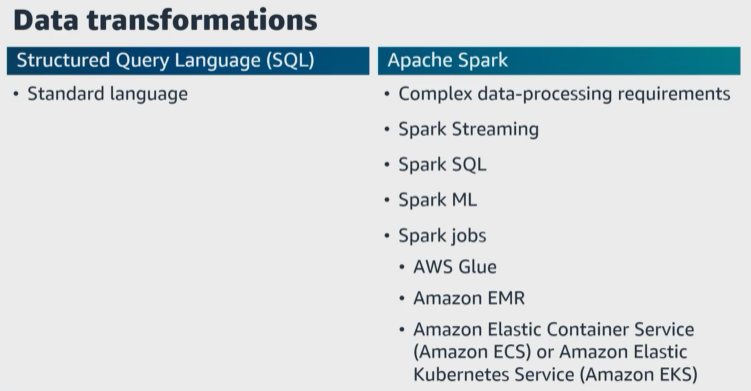 Data transformations
Structured Query Language (SQL)
• Standard language
Apache Spark
• Complex data-processing requirements
• Spark Streaming
• Spark SQL
• Spark ML
• Spark jobs
• AWS Glue
• Amazon EMR
• Amazon Elastic Container Service
(Amazon ECS) or Amazon Elastic
Kubernetes Service (Amazon EKS)